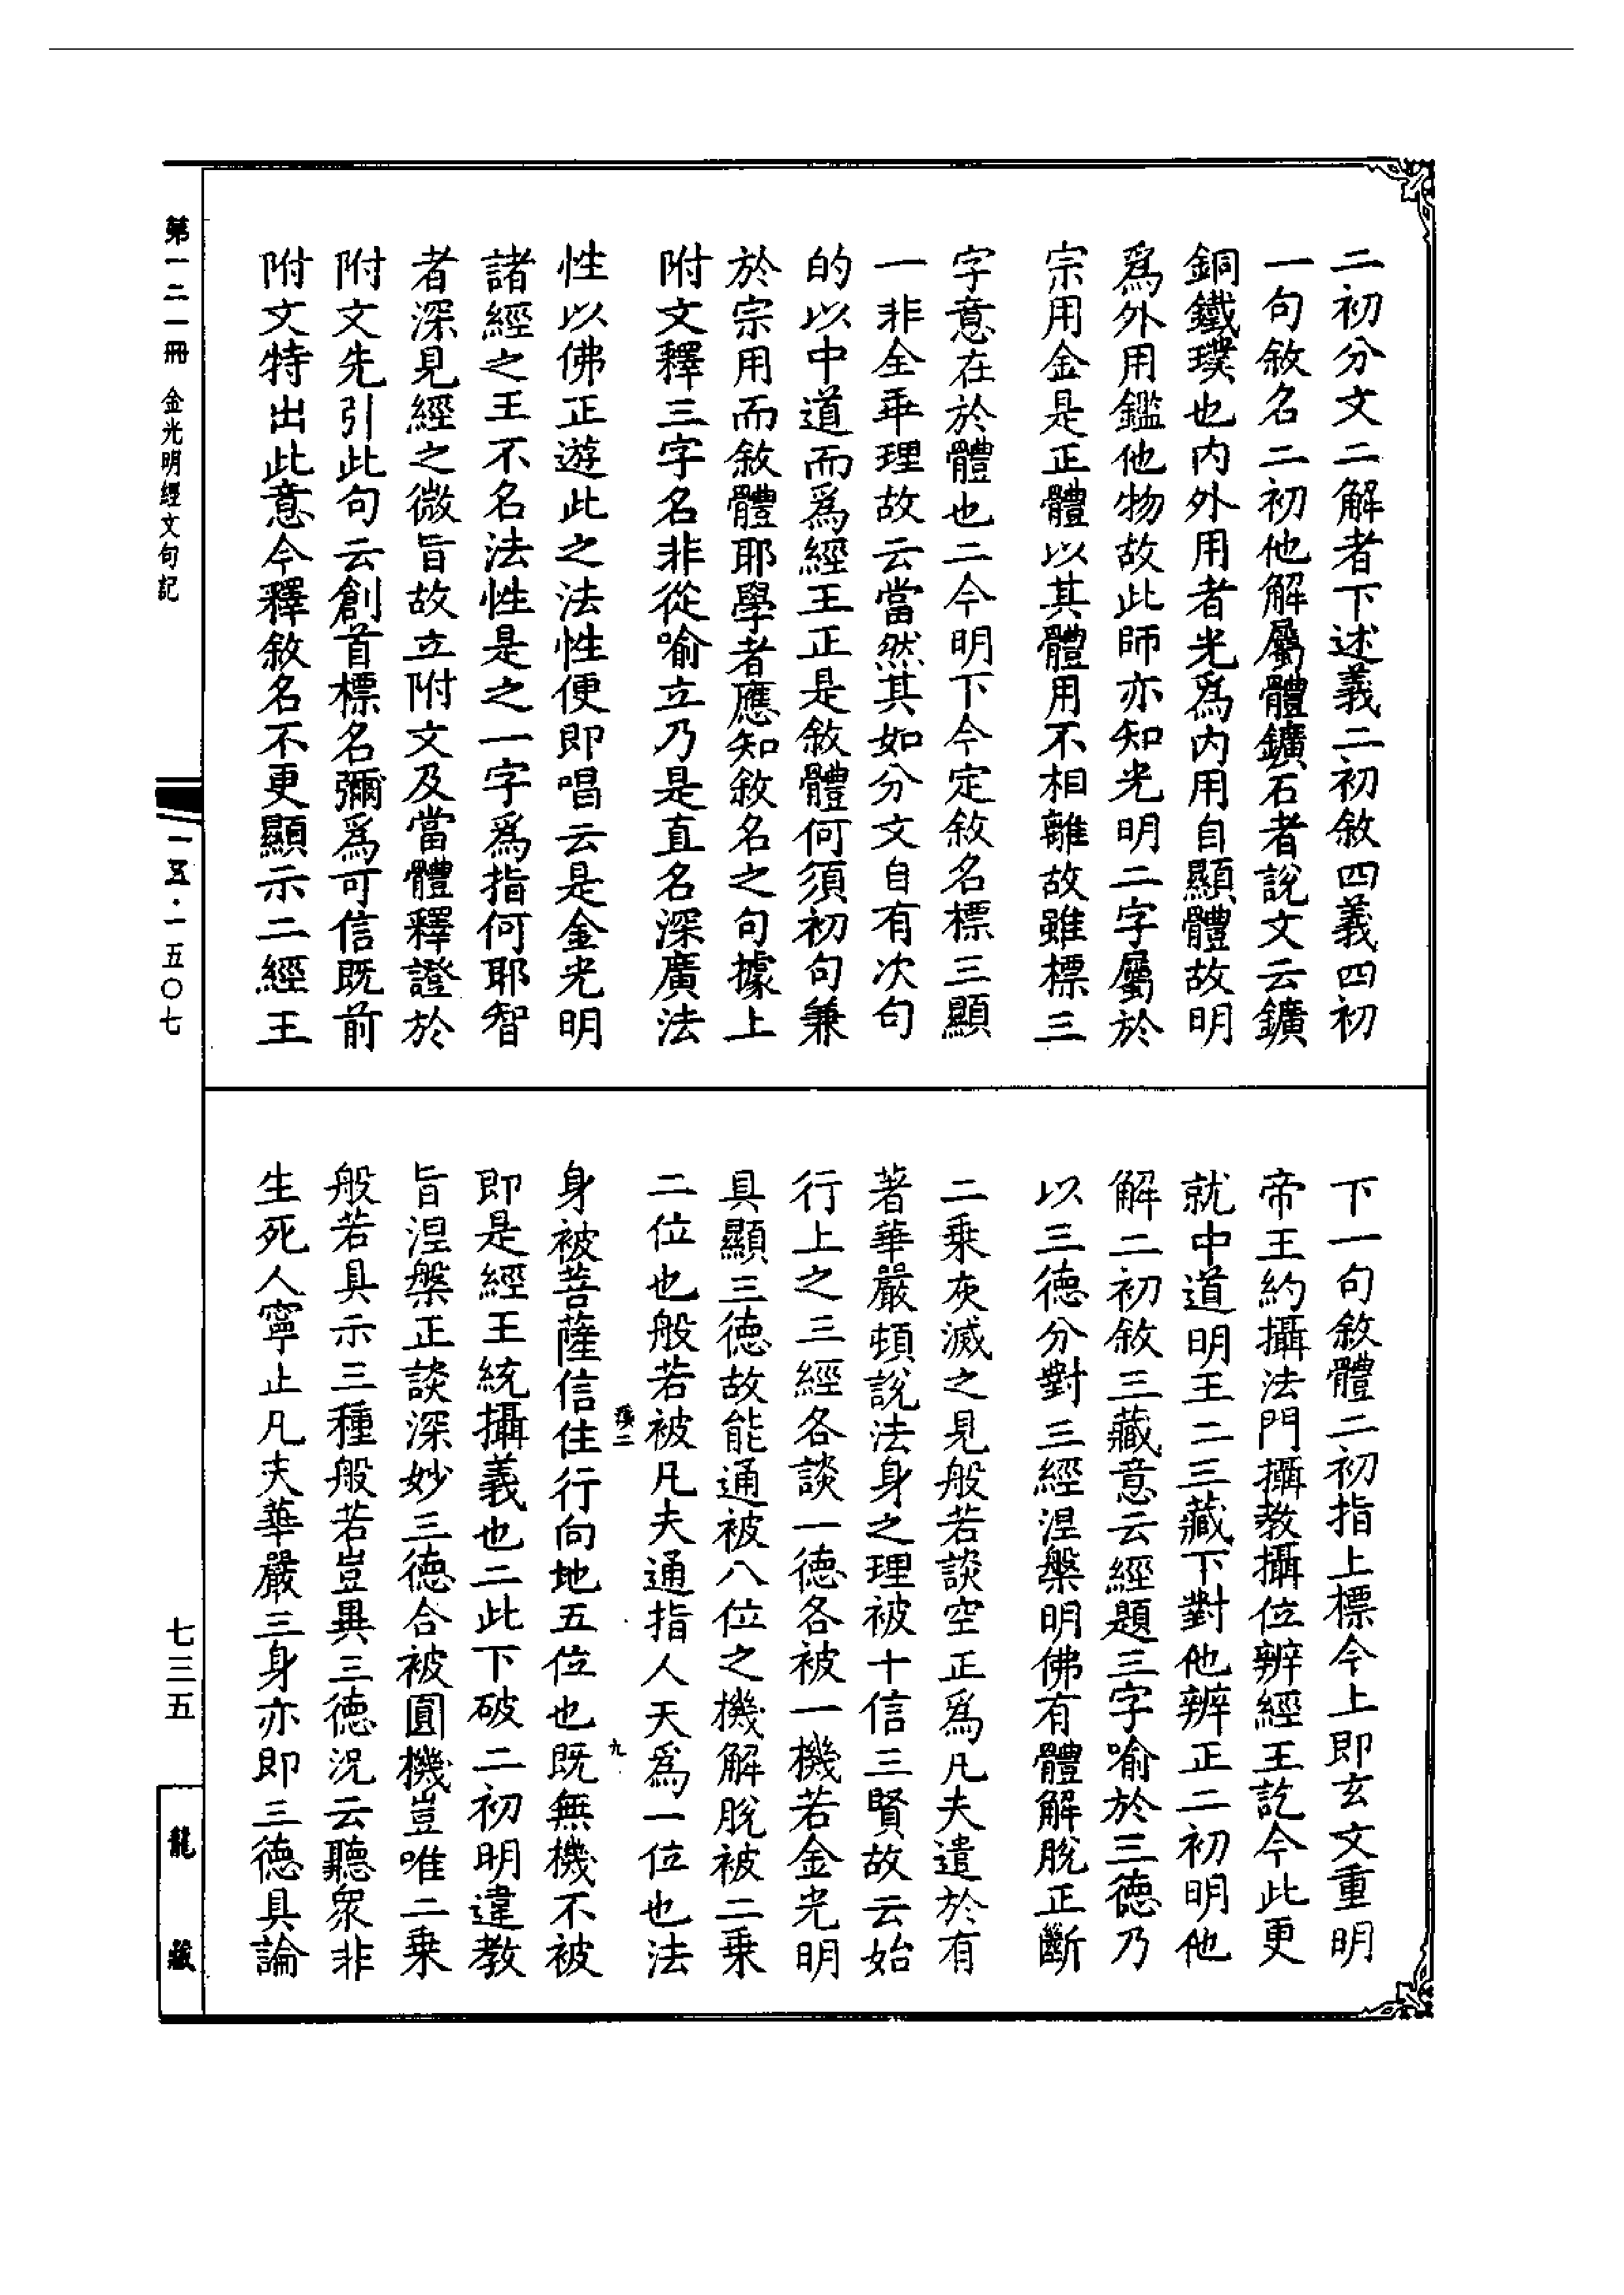 二初分文二解者下述義二初敘四義四初
一句敘名二初他解屬體鑛石者說文云鑛
銅鐵璞也內外用者光爲內用自顯體故明
爲外用鑑他物故此師亦知光明二字屬於
宗用金是正體以其體用不相離故雖標三
字意在於體也二今明下今定敘名標三顯
一非全乖理故云當然其如分文自有次句
的以中道而爲經王正是敘體何須初句兼
於宗用而敘體耶學者應知敘名之句據上
附文釋三字名非從喻立乃是直名深廣法
性以佛正遊此之法性便即唱云是金光明
諸經之王不名法性是之一字爲指何耶智
者深見經之微旨故立附文及當體釋證於
附文先引此句云創首標名彌爲可信既前
附文特出此意今釋敘名不更顯示二經王
下一句敘體二初指上標今上即玄文重明
帝王約攝法門攝教攝位辨經王訖今此更
就中道明王二三藏下對他辨正二初明他
解二初敘三藏意云經題三字喻於三德乃
以三德分對三經涅槃明佛有體解脫正斷
二乘灰滅之見般若談空正爲凡夫遣於有
著華嚴頓說法身之理被十信三賢故云始
行上之三經各談一德各被一機若金光明
具顯三德故能通被八位之機解脫被二乘
二位也般若被凡夫通指人天爲一位也法
身被菩薩信住行向地五位也既無機不被
即是經王統攝義也二此下破二初明違教
旨涅槃正談深妙三德合被圓機豈唯二乘
般若具示三種般若豈異三德況云聽衆非
生死人寧止凡夫華嚴三身亦即三德具論
二
九
第一二一冊 金光明經文句記
一五·一五〇七
七三五
龍藏